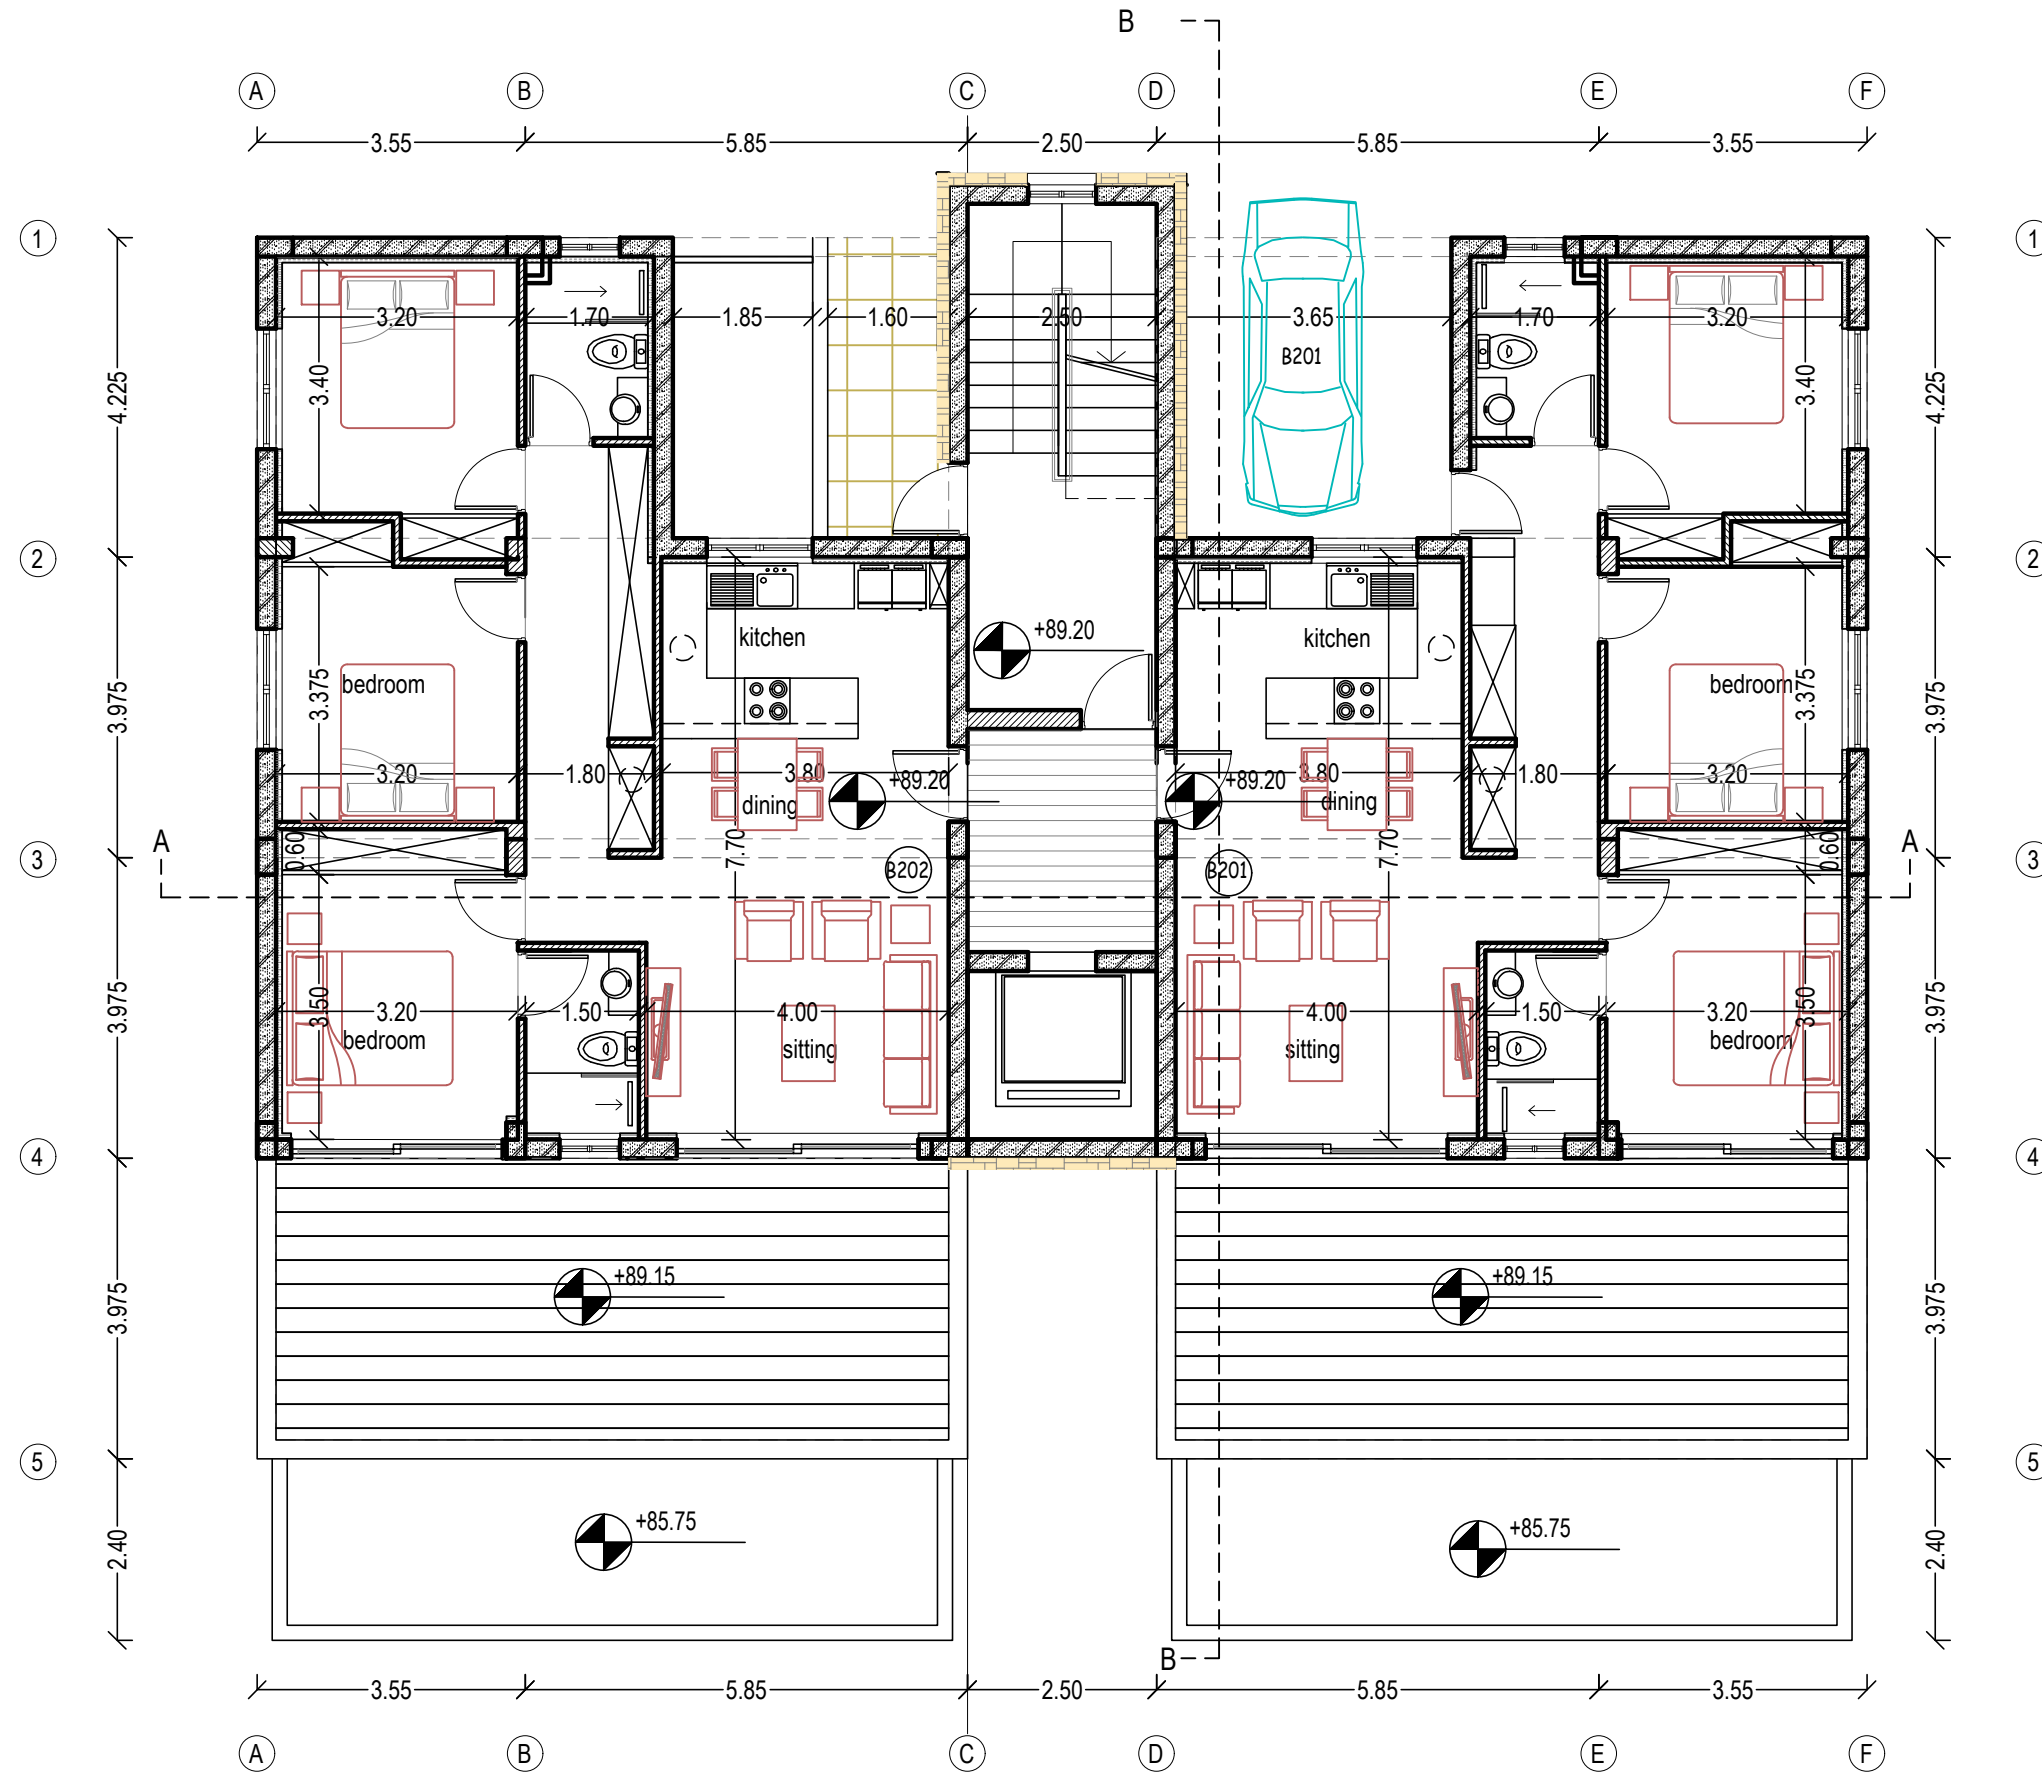 B
A B C D E F
3.55 5.85 2.50 5.85 3.55
1 1
3.20 1.70 1.85 1.60 2.50 3.65 1.70 3.20
B201
4.225 3.40 3.40 4.225
2 2
kitchen +89.20 kitchen
bedroom bedroom
3.975 3.375 3.375 3.975
3.20 1.80 3.80 +89.20 +89.20 3.80 1.80 3.20
dining dining
A 0.60 7.70 7.70 0.60 A
3 B202 B201 3
3.975 3.50 3.20 1.50 4.00 4.00 1.50 3.20 3.50 3.975
bedroom sitting sitting bedroom
4 4
+89.15 +89.15
3.975 3.975
5 5
+85.75 +85.75
2.40 2.40
B
3.55 5.85 2.50 5.85 3.55
A B C D E F